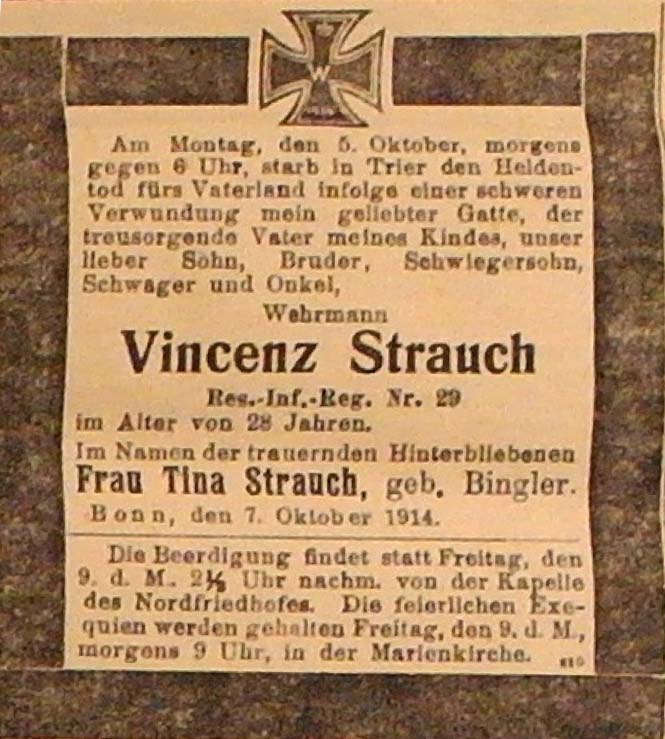 W
Am Montag, den 5. Oktober, morgens
gegen 6 Uhr, starb in Trier den Helden-
tod fürs Vaterland infolge einer schweren
Verwundung mein geliebter Gatte, der
treusorgende Vater meines Kindes, unser
lieber Sohn, Bruder, Schwiegersohn,
Schwager und Onkel,
Wehrmann
Vincenz Strauch
Res.-Inf.-Reg. Nr. 29
im Alter von 28 Jahren.
Im Namen der trauernden Hinterbliebenen
Frau Tina Strauch, geb. Bingler.
Bonn, den 7. Oktober 1914.
Die Beerdigung findet statt Freitag, den
9. d. M. 2½ Uhr nachm. von der Kapelle
des Nordfriedhofes. Die feierlichen Exe-
quien werden gehalten Freitag, den 9. d. M.,
morgens 9 Uhr, in der Marienkirche.